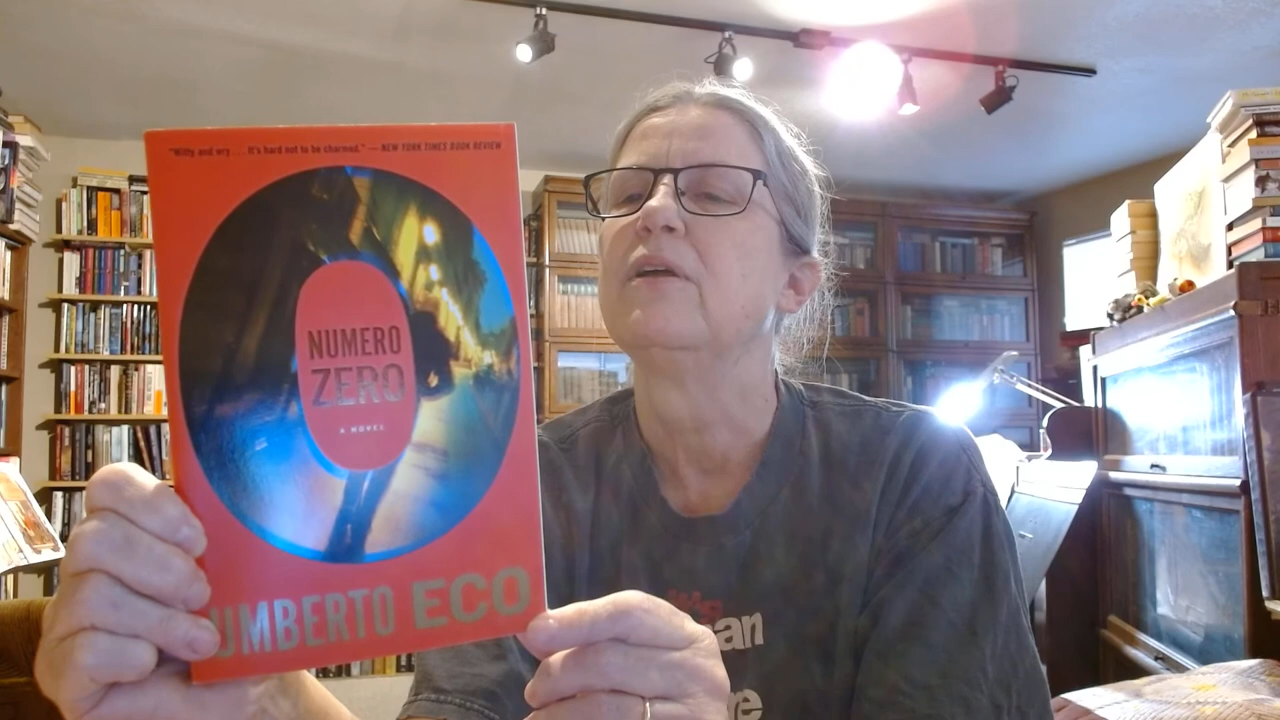 "Witty and wry . . . It's hard not to be charmed." — NEW YORK TIMES BOOK REVIEW
NUMERO
ZERO
A NOVEL
UMBERTO ECO